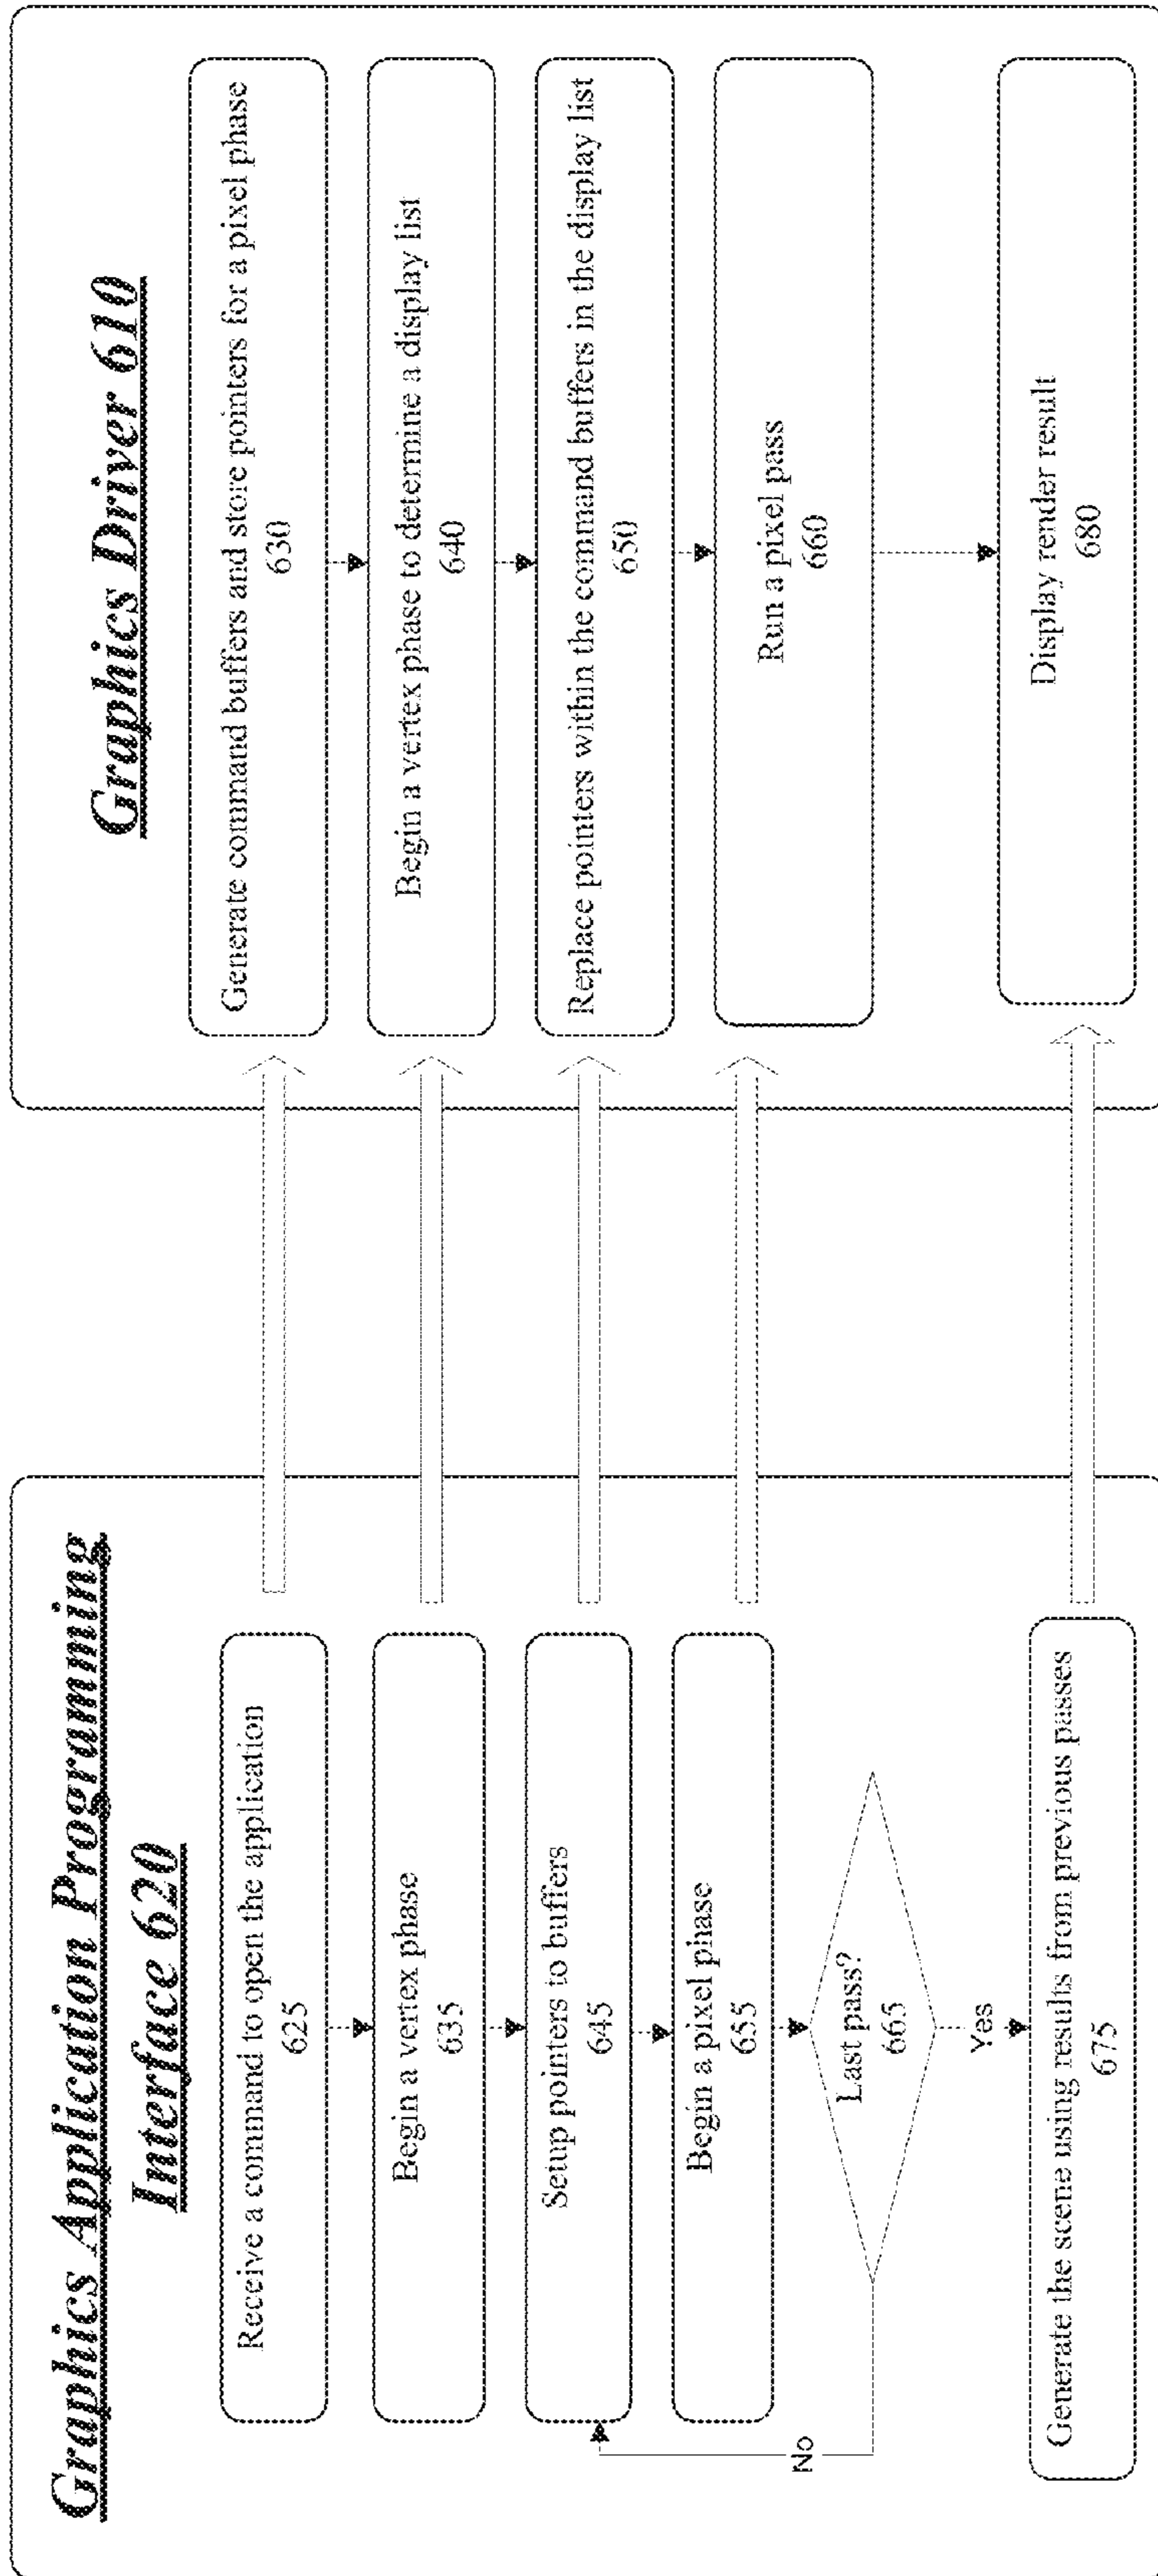 Graphics Application Programming
Interface 620
Receive a command to open the application
625
Begin a vertex phase
635
Setup pointers to buffers
645
Begin a pixel phase
655
Last pass?
665
No
Yes
Generate the scene using results from previous passes
675
Graphics Driver 610
Generate command buffers and store pointers for a pixel phase
630
Begin a vertex phase to determine a display list
640
Replace pointers within the command buffers in the display list
650
Run a pixel pass
660
Display render result
680